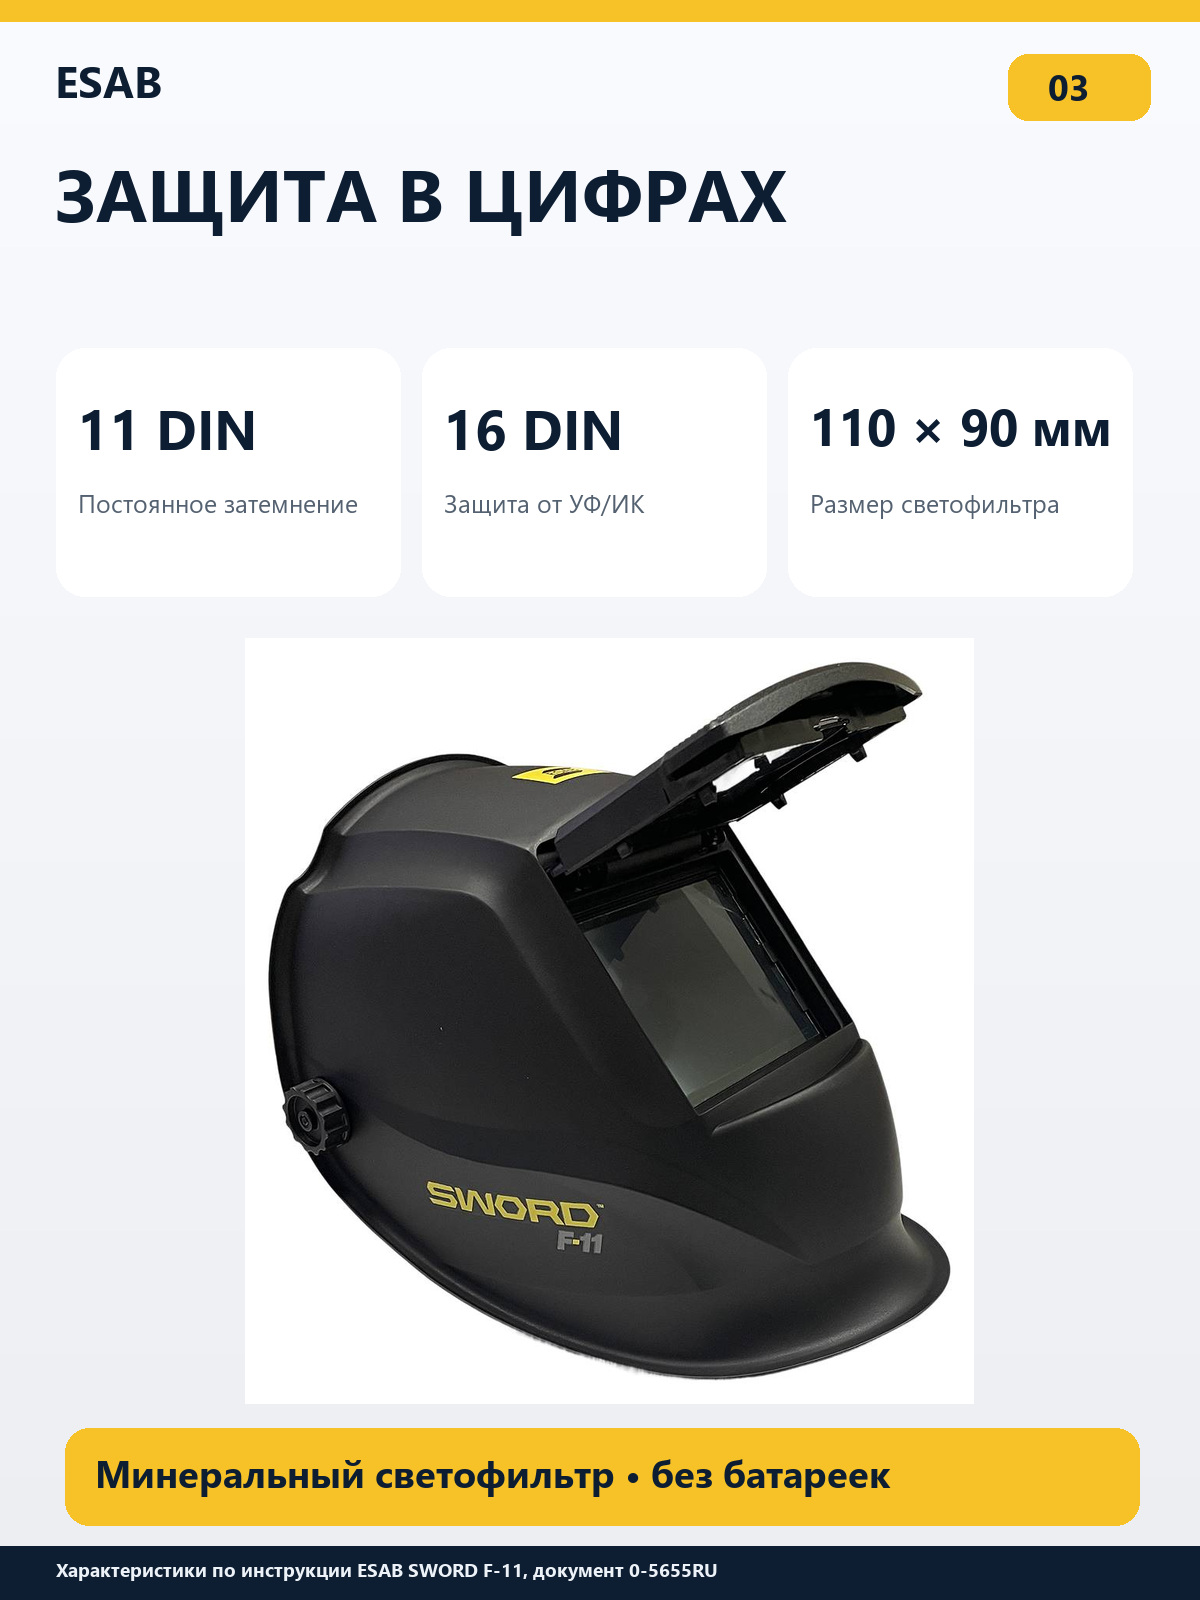 ESAB
03
ЗАЩИТА В ЦИФРАХ
11 DIN
Постоянное затемнение
16 DIN
Защита от УФ/ИК
110 × 90 мм
Размер светофильтра
SWORD™
F-11
Минеральный светофильтр • без батареек
Характеристики по инструкции ESAB SWORD F-11, документ 0-5655RU